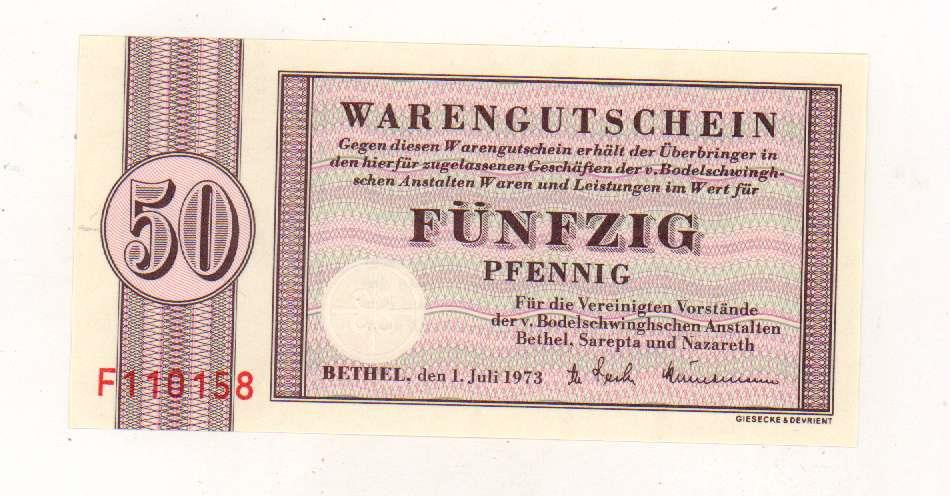 50
F110158
WARENGUTSCHEIN
Gegen diesen Warengutschein erhält der Überbringer in
den hierfür zugelassenen Geschäften der v. Bodelschwingh-
schen Anstalten Waren und Leistungen im Wert für
FÜNFZIG
PFENNIG
Für die Vereinigten Vorstände
der v. Bodelschwinghschen Anstalten
Bethel, Sarepta und Nazareth
BETHEL, den 1. Juli 1973
GIESECKE & DEVRIENT